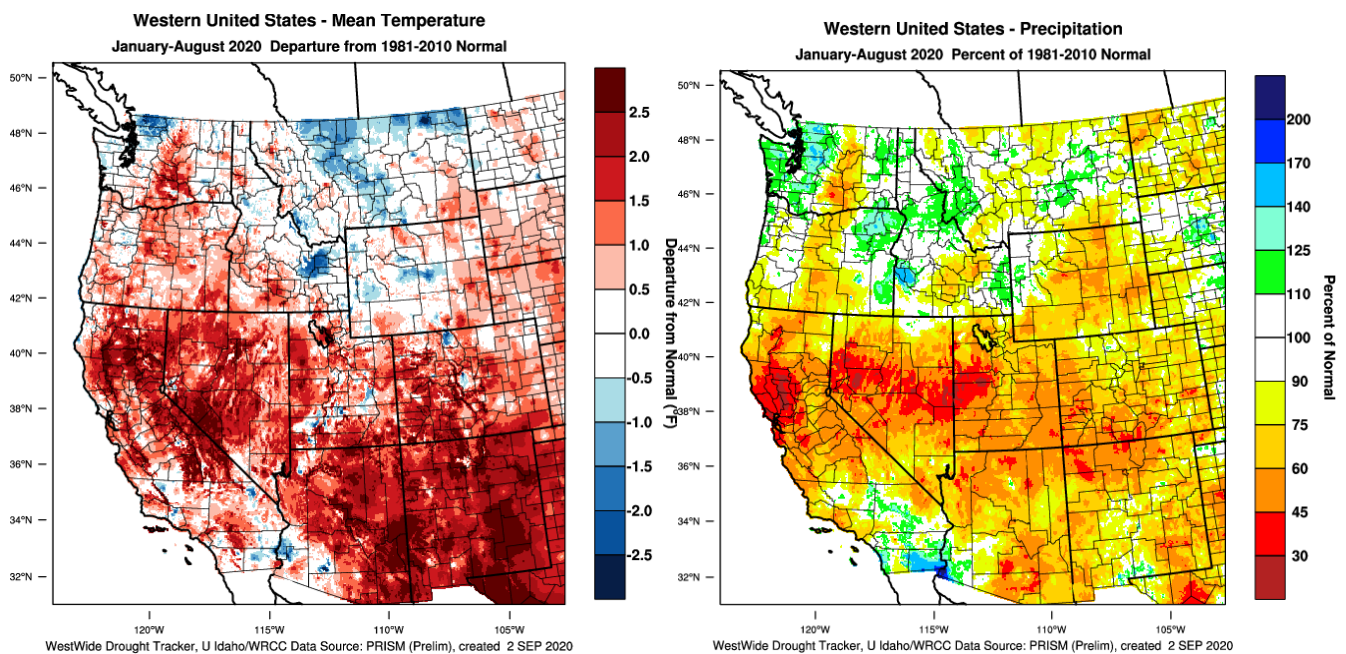 Western United States - Mean Temperature
January-August 2020 Departure from 1981-2010 Normal
50°N
48°N
46°N
44°N
42°N
40°N
38°N
36°N
34°N
32°N
120°W
115°W
110°W
105°W
2.5
2.0
1.5
1.0
0.5
0.0
-0.5
-1.0
-1.5
-2.0
-2.5
Departure from Normal (°F)
WestWide Drought Tracker, U Idaho/WRCC Data Source: PRISM (Prelim), created 2 SEP 2020
Western United States - Precipitation
January-August 2020 Percent of 1981-2010 Normal
50°N
48°N
46°N
44°N
42°N
40°N
38°N
36°N
34°N
32°N
120°W
115°W
110°W
105°W
200
170
140
125
110
100
90
75
60
45
30
Percent of Normal
WestWide Drought Tracker, U Idaho/WRCC Data Source: PRISM (Prelim), created 2 SEP 2020